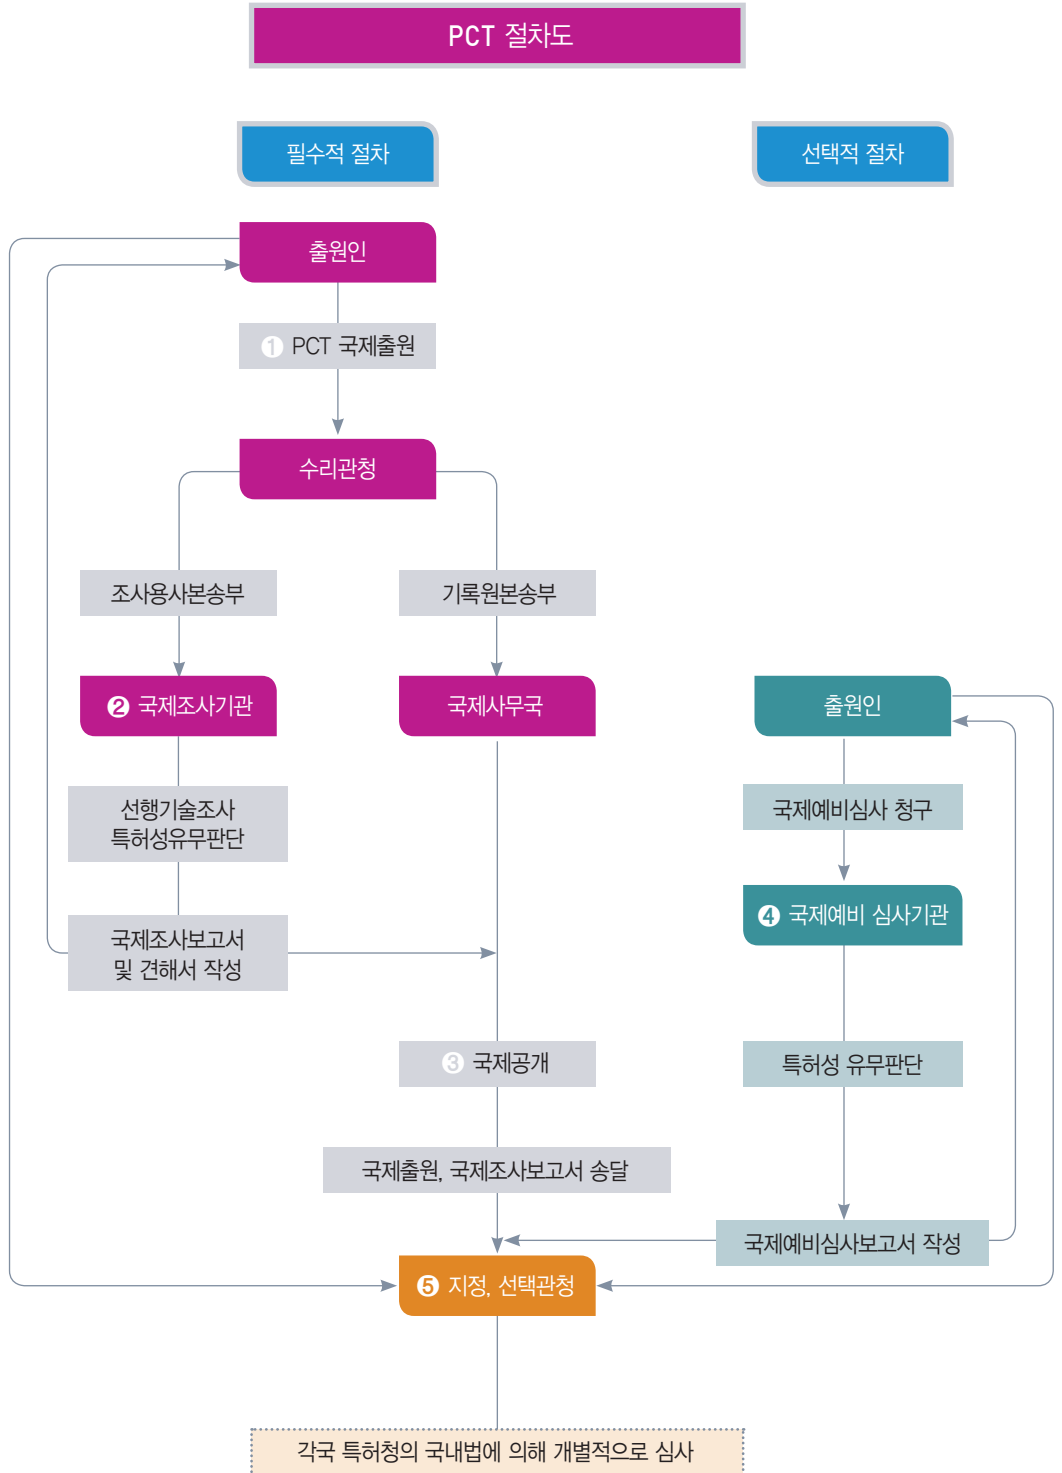 PCT 절차도
필수적 절차
선택적 절차
출원인
❶ PCT 국제출원
수리관청
조사용사본송부
기록원본송부
❷ 국제조사기관
국제사무국
출원인
선행기술조사
특허성유무판단
국제예비심사 청구
❹ 국제예비 심사기관
국제조사보고서
및 견해서 작성
❸ 국제공개
특허성 유무판단
국제출원, 국제조사보고서 송달
국제예비심사보고서 작성
❺ 지정, 선택관청
각국 특허청의 국내법에 의해 개별적으로 심사